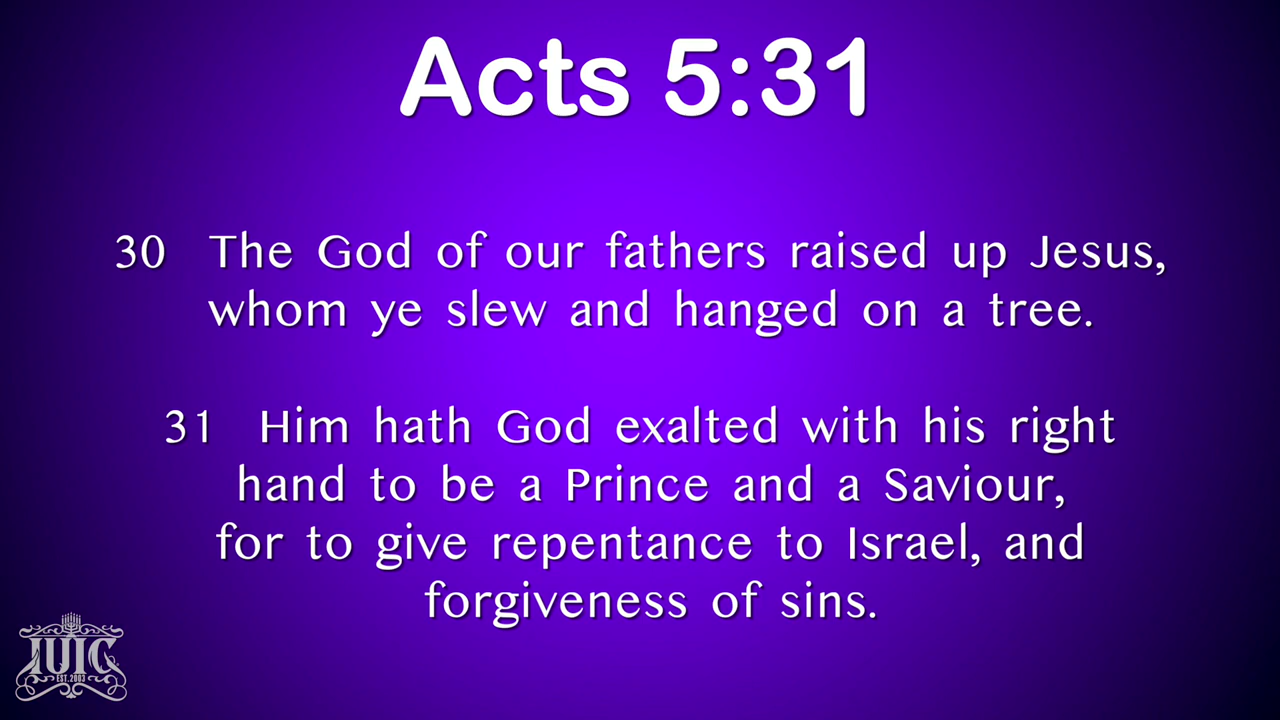 Acts 5:31
30 The God of our fathers raised up Jesus,
whom ye slew and hanged on a tree.
31 Him hath God exalted with his right
hand to be a Prince and a Saviour,
for to give repentance to Israel, and
forgiveness of sins.
IUIC
EST. 2003